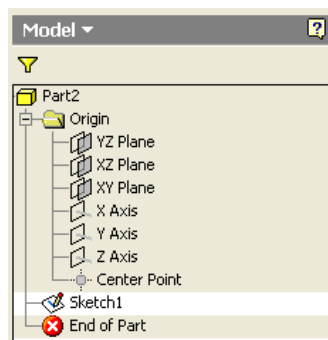 Model
?
Part2
Origin
YZ Plane
XZ Plane
XY Plane
X Axis
Y Axis
Z Axis
Center Point
Sketch1
End of Part